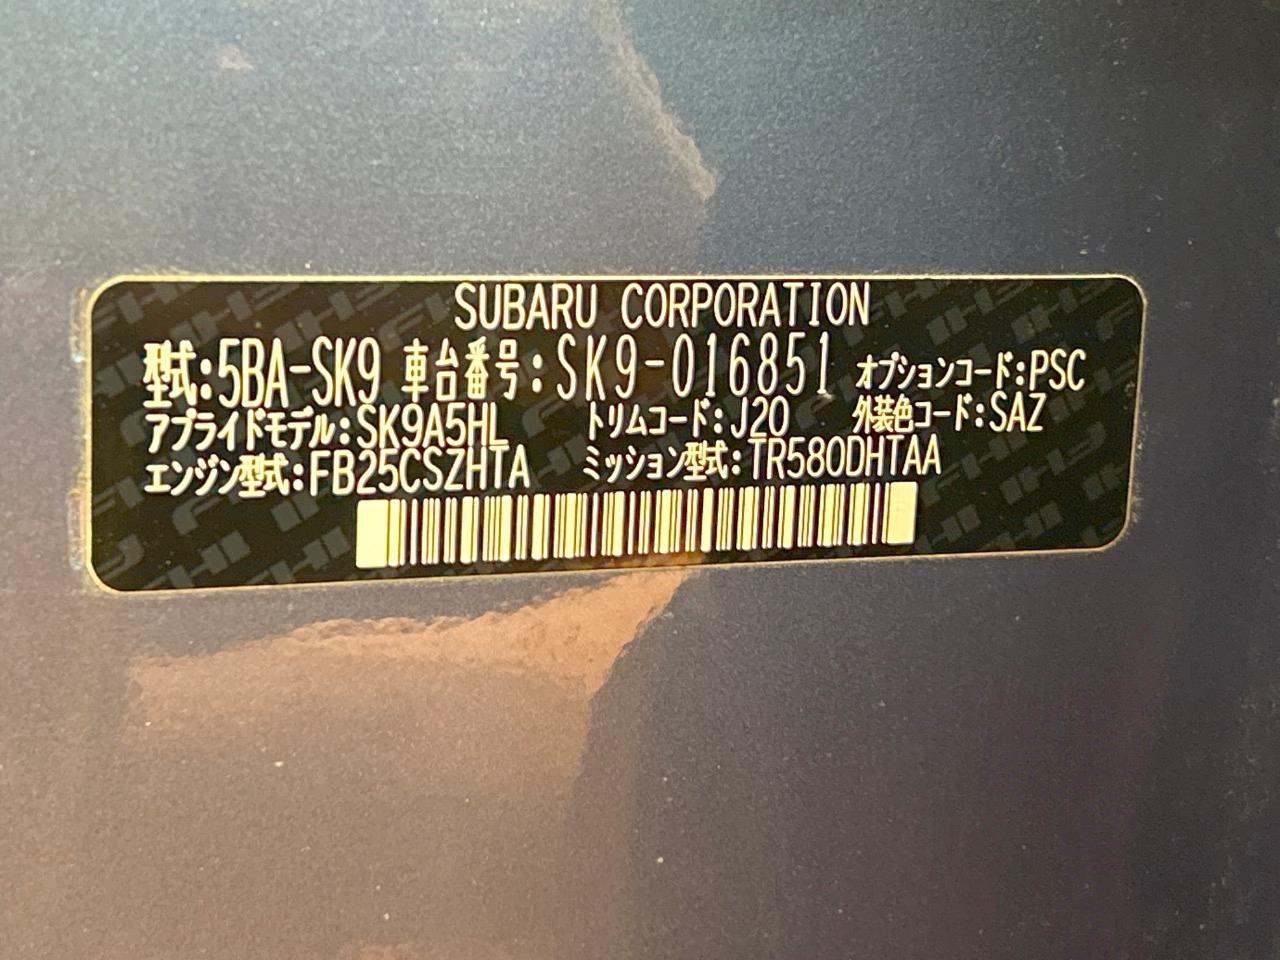 SUBARU CORPORATION
型式:5BA-SK9 車台番号:SK9-016851 オプションコード:PSC
アプライドモデル:SK9A5HL トリムコード:J20 外装色コード:SAZ
エンジン型式:FB25CSZHTA ミッション型式:TR580DHTAA